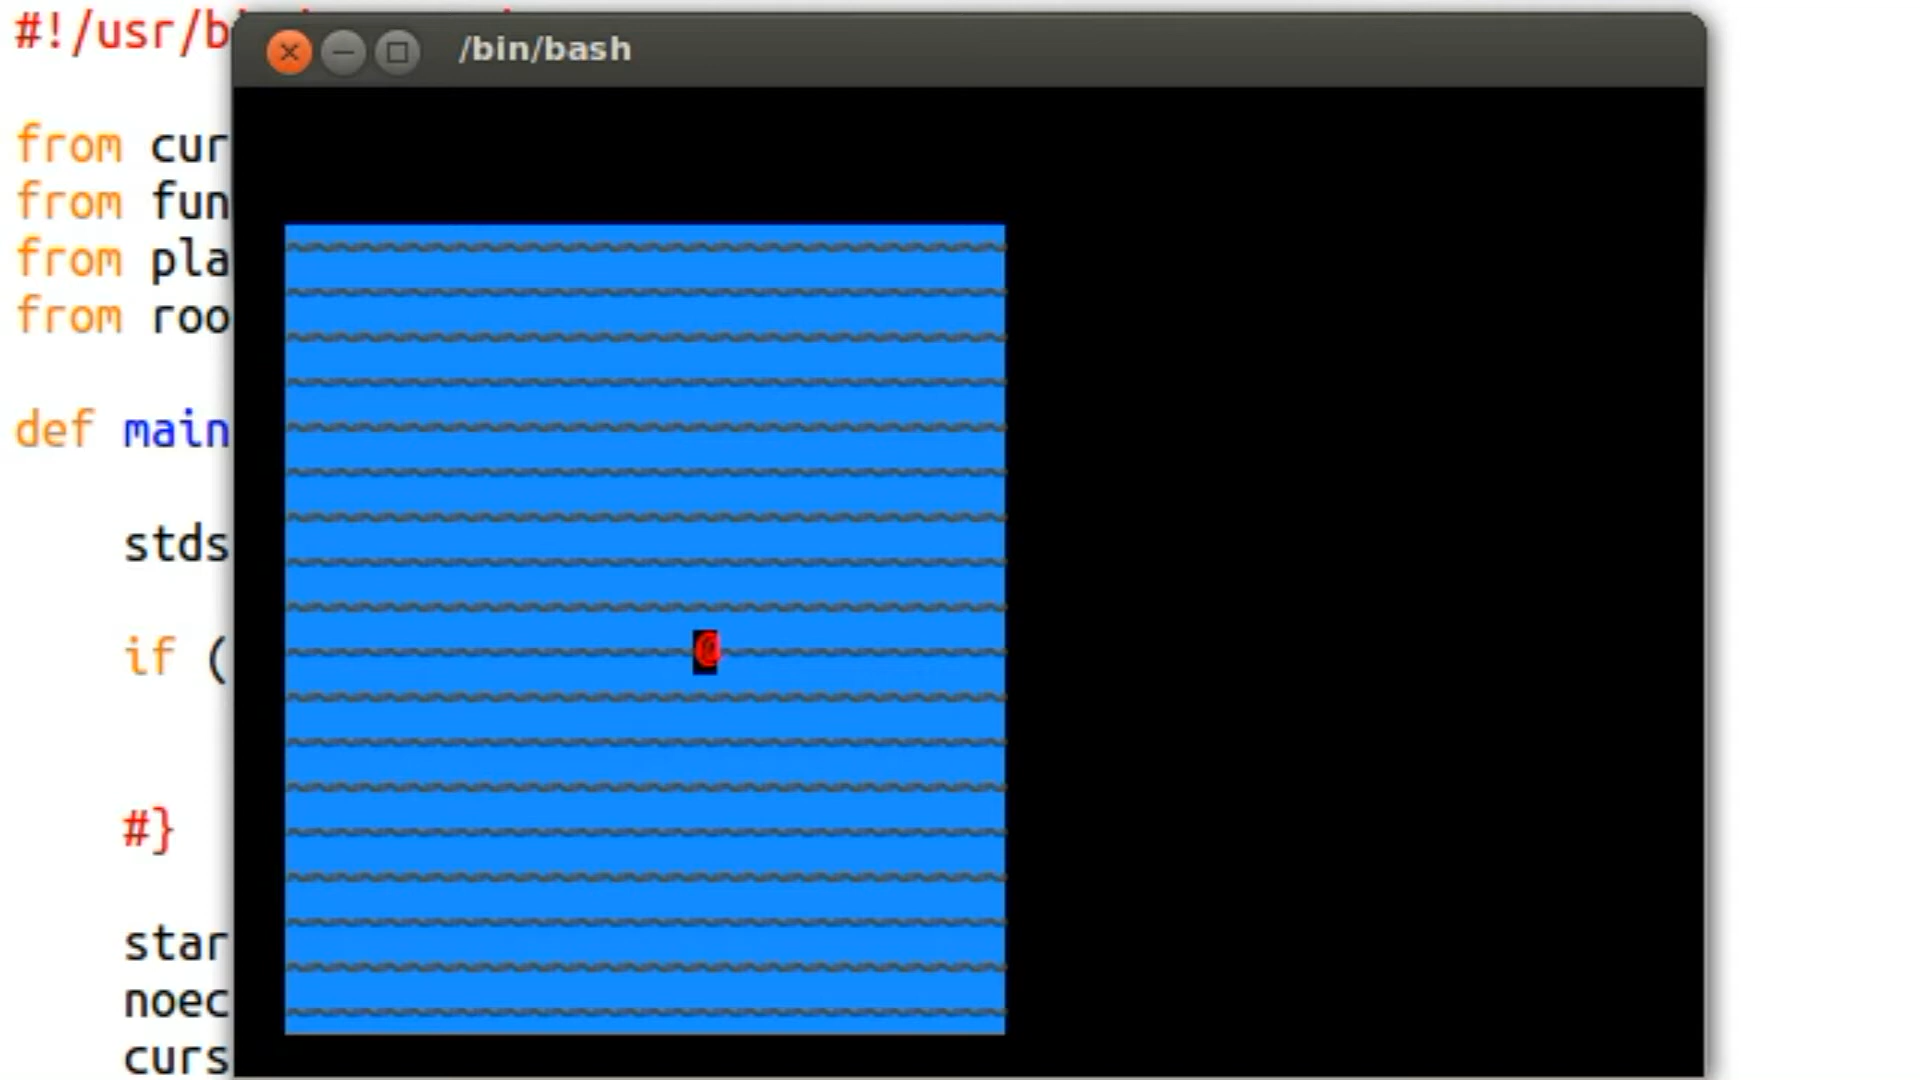 #!/usr/b
/bin/bash
from cur
from fun
from pla
from roo
def main
stds
if (
@
#}
star
noec
curs